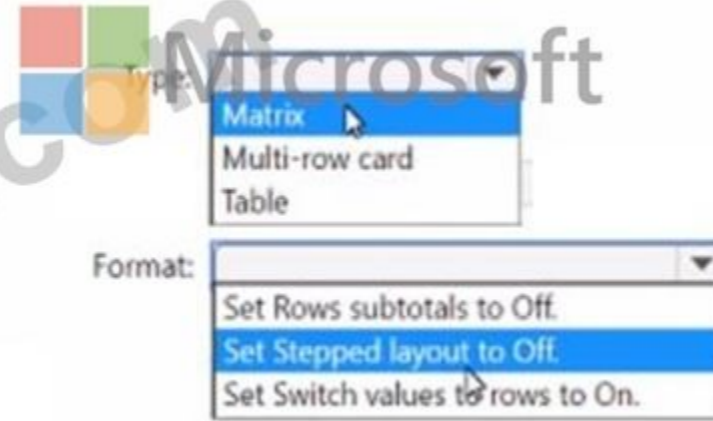 Microsoft
com
Type:
Matrix
Multi-row card
Table
Format:
Set Rows subtotals to Off.
Set Stepped layout to Off.
Set Switch values to rows to On.